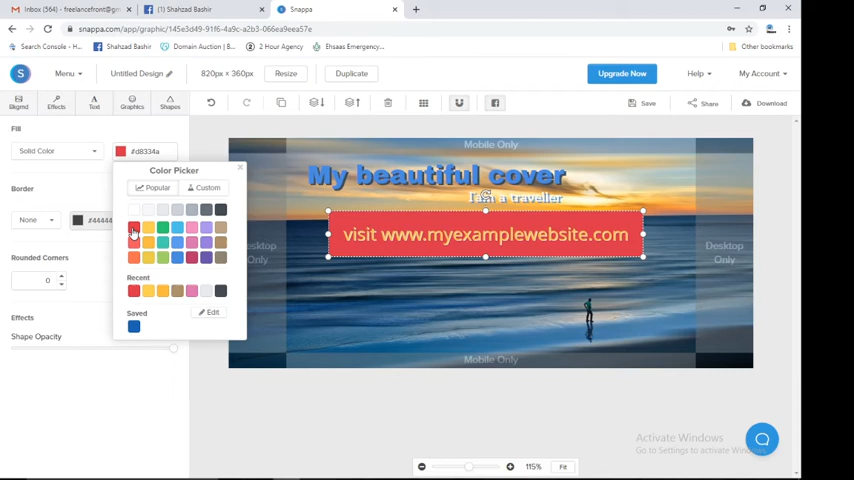 Inbox (564) - freelancefront@gr
(1) Shahzad Bashir
Snappa
snappa.com/app/graphic/145e3d49-91f6-4a9c-a2b3-066ea9eea57e
Search Console - H...
Shahzad Bashir
Domain Auction | B...
2 Hour Agency
Ehsaas Emergency...
Other bookmarks
S
Menu
Untitled Design
820px × 360px
Resize
Duplicate
Upgrade Now
Help
My Account
Bkgrnd
Effects
Text
Graphics
Shapes
Save
Share
Download
Fill
Solid Color
#d8334a
Color Picker
Popular
Custom
Border
None
#44444
Rounded Corners
0
Recent
Saved
Edit
Effects
Shape Opacity
Mobile Only
My beautiful cover
I am a traveller
visit www.myexamplewebsite.com
Desktop Only
Desktop Only
Mobile Only
Activate Windows
Go to Settings to activate Windows
115%
Fit